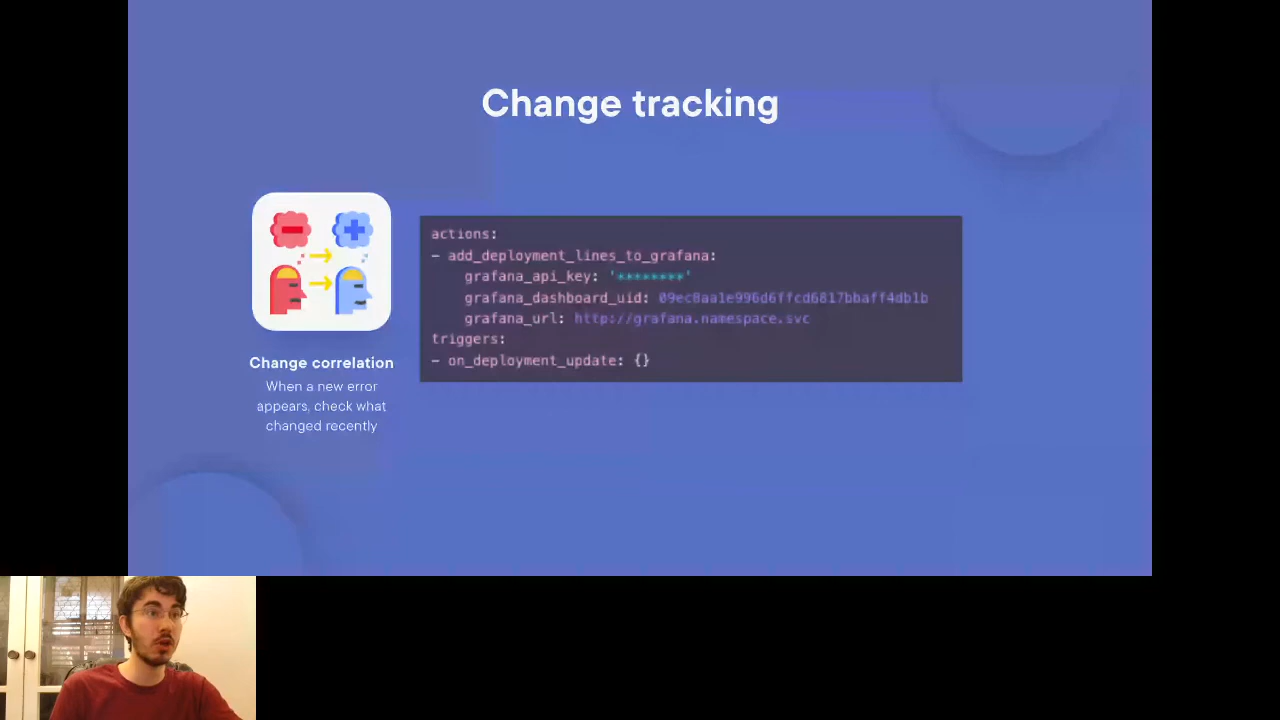 Change tracking
Change correlation
When a new error
appears, check what
changed recently
actions:
- add_deployment_lines_to_grafana:
grafana_api_key: '********'
grafana_dashboard_uid: 09ec8aa1e996d6ffcd6817bbaff4db1b
grafana_url: http://grafana.namespace.svc
triggers:
- on_deployment_update: {}